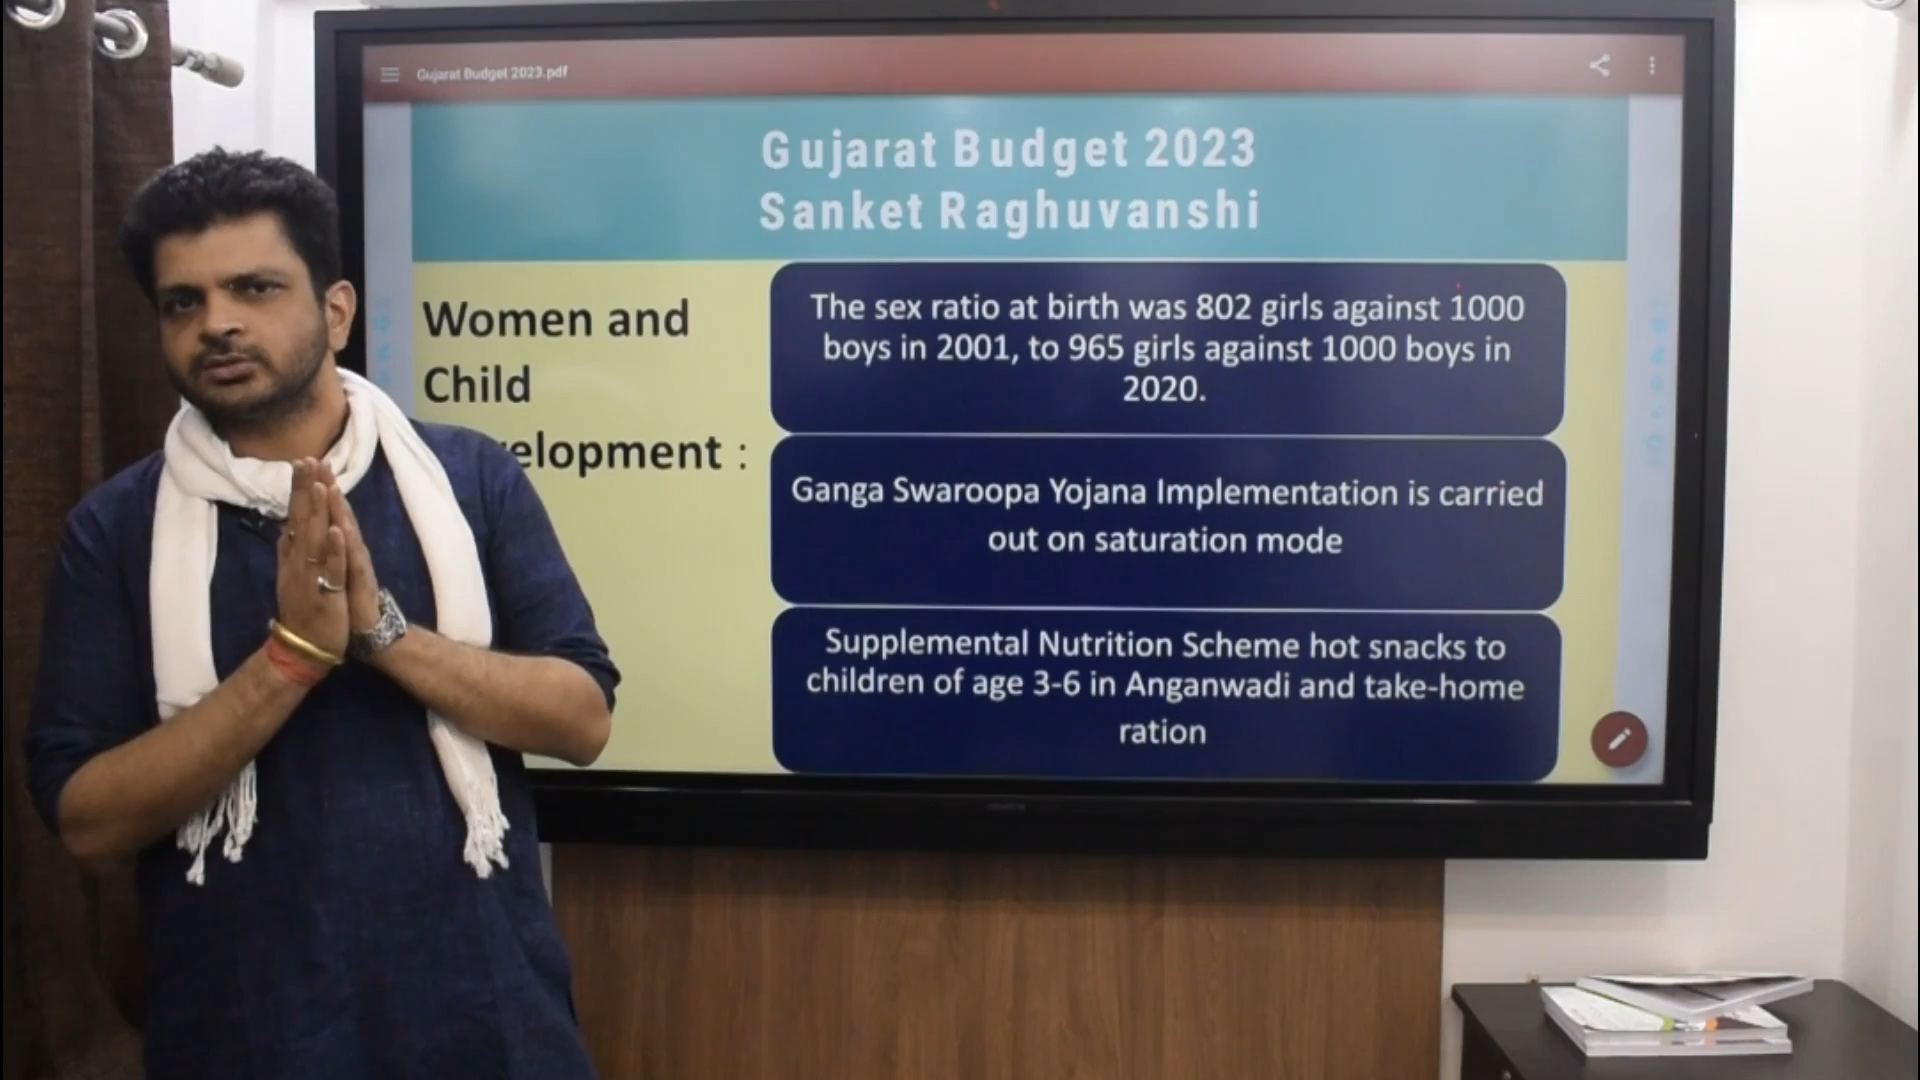 Gujarat Budget 2023.pdf
Gujarat Budget 2023
Sanket Raghuvanshi
Women and
Child
elopment :
The sex ratio at birth was 802 girls against 1000
boys in 2001, to 965 girls against 1000 boys in
2020.
Ganga Swaroopa Yojana Implementation is carried
out on saturation mode
Supplemental Nutrition Scheme hot snacks to
children of age 3-6 in Anganwadi and take-home
ration